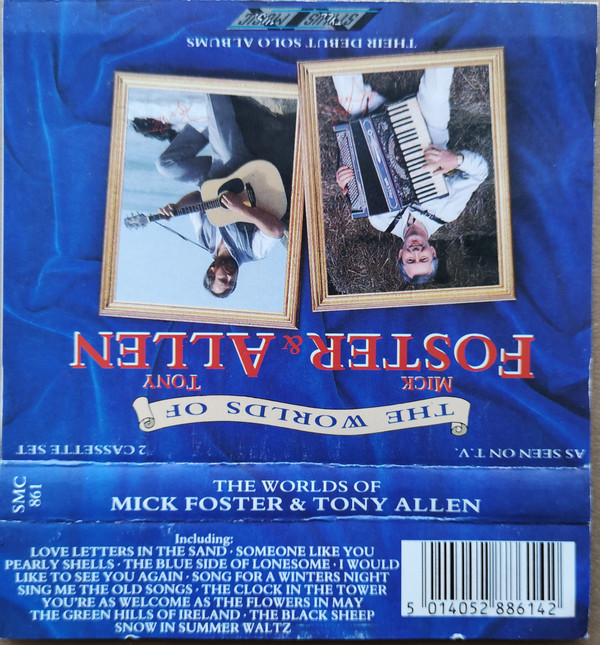 AS SEEN ON T.V.
2 CASSETTE SET
THE WORLDS OF
MICK
TONY
FOSTER & ALLEN
THEIR DEBUT SOLO ALBUMS
STYLUS MUSIC
SMC
861
THE WORLDS OF
MICK FOSTER & TONY ALLEN
Including:
LOVE LETTERS IN THE SAND · SOMEONE LIKE YOU
PEARLY SHELLS · THE BLUE SIDE OF LONESOME · I WOULD
LIKE TO SEE YOU AGAIN · SONG FOR A WINTERS NIGHT
SING ME THE OLD SONGS · THE CLOCK IN THE TOWER
YOU'RE AS WELCOME AS THE FLOWERS IN MAY
THE GREEN HILLS OF IRELAND · THE BLACK SHEEP
SNOW IN SUMMER WALTZ
5 014052 886142